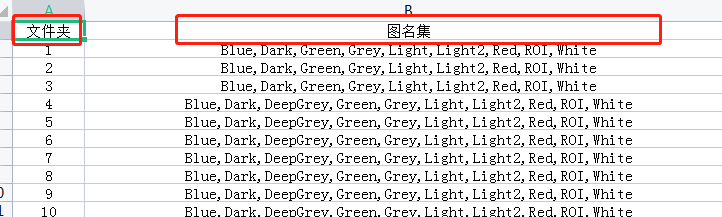 A B
文件夹 图名集
1 Blue,Dark,Green,Grey,Light,Light2,Red,ROI,White
2 Blue,Dark,Green,Grey,Light,Light2,Red,ROI,White
3 Blue,Dark,Green,Grey,Light,Light2,Red,ROI,White
4 Blue,Dark,DeepGrey,Green,Grey,Light,Light2,Red,ROI,White
5 Blue,Dark,DeepGrey,Green,Grey,Light,Light2,Red,ROI,White
6 Blue,Dark,DeepGrey,Green,Grey,Light,Light2,Red,ROI,White
7 Blue,Dark,DeepGrey,Green,Grey,Light,Light2,Red,ROI,White
8 Blue,Dark,DeepGrey,Green,Grey,Light,Light2,Red,ROI,White
0 9 Blue,Dark,DeepGrey,Green,Grey,Light,Light2,Red,ROI,White
1 10 Blue,Dark,DeepGrey,Green,Grey,Light,Light2,Red,ROI,White